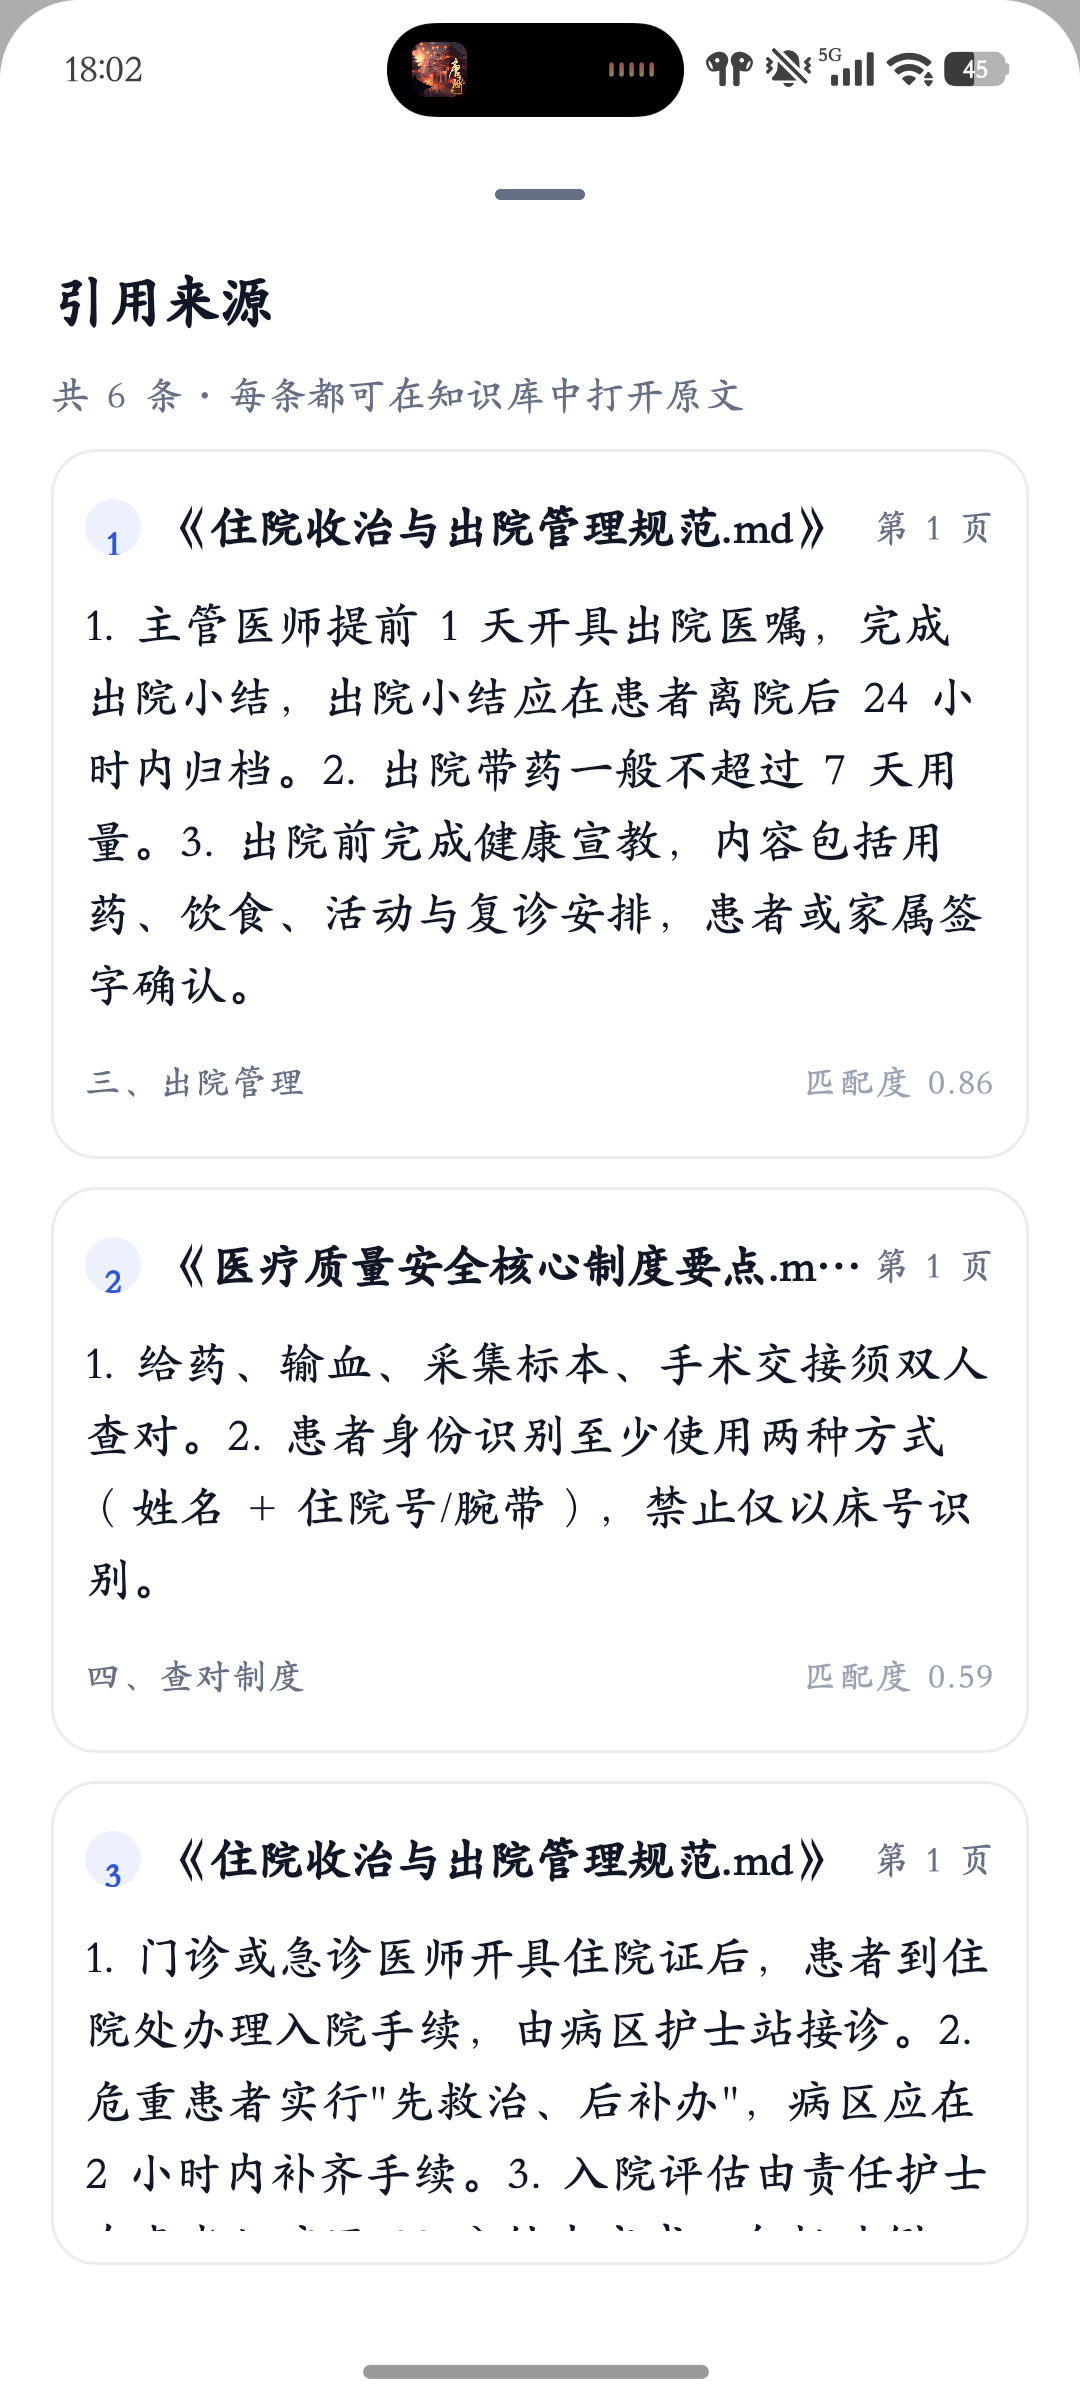 18:02
5G
45
引用来源
共 6 条 · 每条都可在知识库中打开原文
1 《住院收治与出院管理规范.md》 第 1 页
1. 主管医师提前 1 天开具出院医嘱，完成
出院小结，出院小结应在患者离院后 24 小
时内归档。2. 出院带药一般不超过 7 天用
量。3. 出院前完成健康宣教，内容包括用
药、饮食、活动与复诊安排，患者或家属签
字确认。
三、出院管理 匹配度 0.86
2 《医疗质量安全核心制度要点.m… 第 1 页
1. 给药、输血、采集标本、手术交接须双人
查对。2. 患者身份识别至少使用两种方式
（姓名 + 住院号/腕带），禁止仅以床号识
别。
四、查对制度 匹配度 0.59
3 《住院收治与出院管理规范.md》 第 1 页
1. 门诊或急诊医师开具住院证后，患者到住
院处办理入院手续，由病区护士站接诊。2.
危重患者实行"先救治、后补办"，病区应在
2 小时内补齐手续。3. 入院评估由责任护士